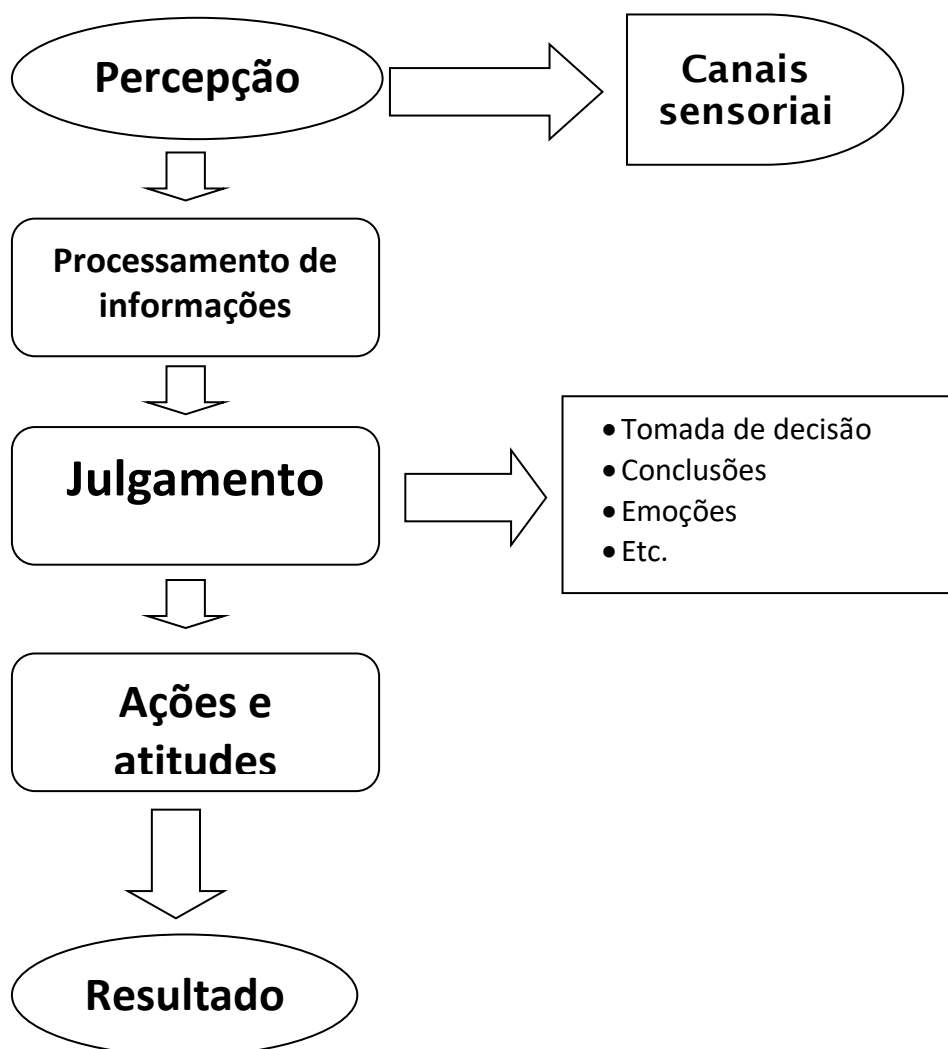 Percepção
Canais
sensoriai
Processamento de
informações
Julgamento
• Tomada de decisão
• Conclusões
• Emoções
• Etc.
Ações e
atitudes
Resultado